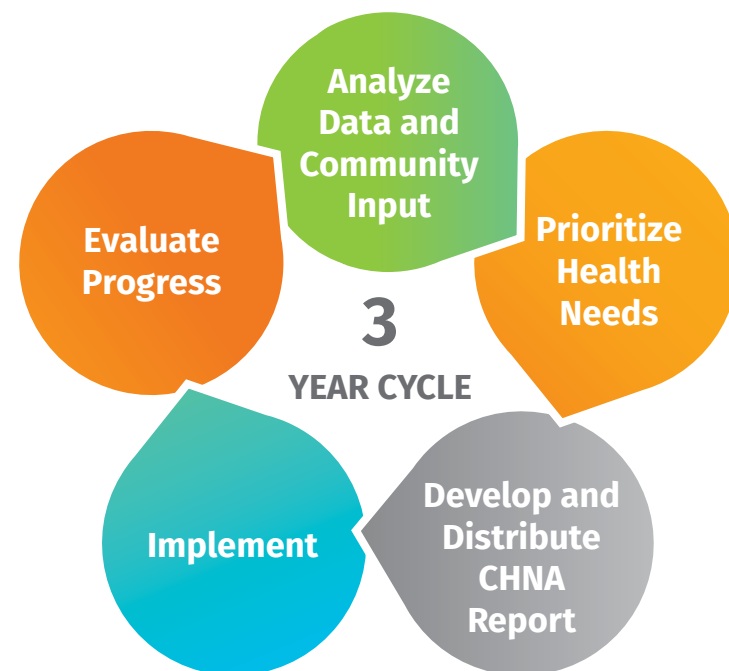 Analyze
Data and
Community
Input
Prioritize
Health
Needs
Develop and
Distribute
CHNA
Report
Implement
Evaluate
Progress
3
YEAR CYCLE